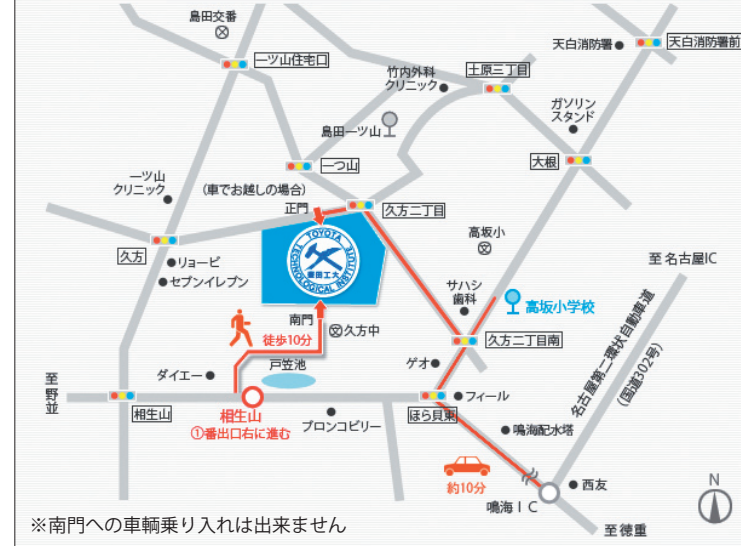 島田交番
一ツ山住宅口
天白消防署
天白消防署前
竹内外科
クリニック
土原三丁目
ガソリン
スタンド
島田一ツ山
一つ山
大根
一ツ山
クリニック
(車でお越しの場合)
正門
久方二丁目
TOYOTA
TECHNOLOGICAL INSTITUTE
豊田工大
高坂小
久方
リョービ
セブンイレブン
至 名古屋IC
サハシ
歯科
高坂小学校
南門
久方中
徒歩10分
久方二丁目南
名古屋第二環状自動車道
(国道302号)
戸笠池
ゲオ
ダイエー
至野並
相生山
相生山
①番出口右に進む
ブロンコビリー
ほら貝東
フィール
鳴海配水塔
約10分
西友
鳴海IC
至徳重
N
※南門への車輌乗り入れは出来ません